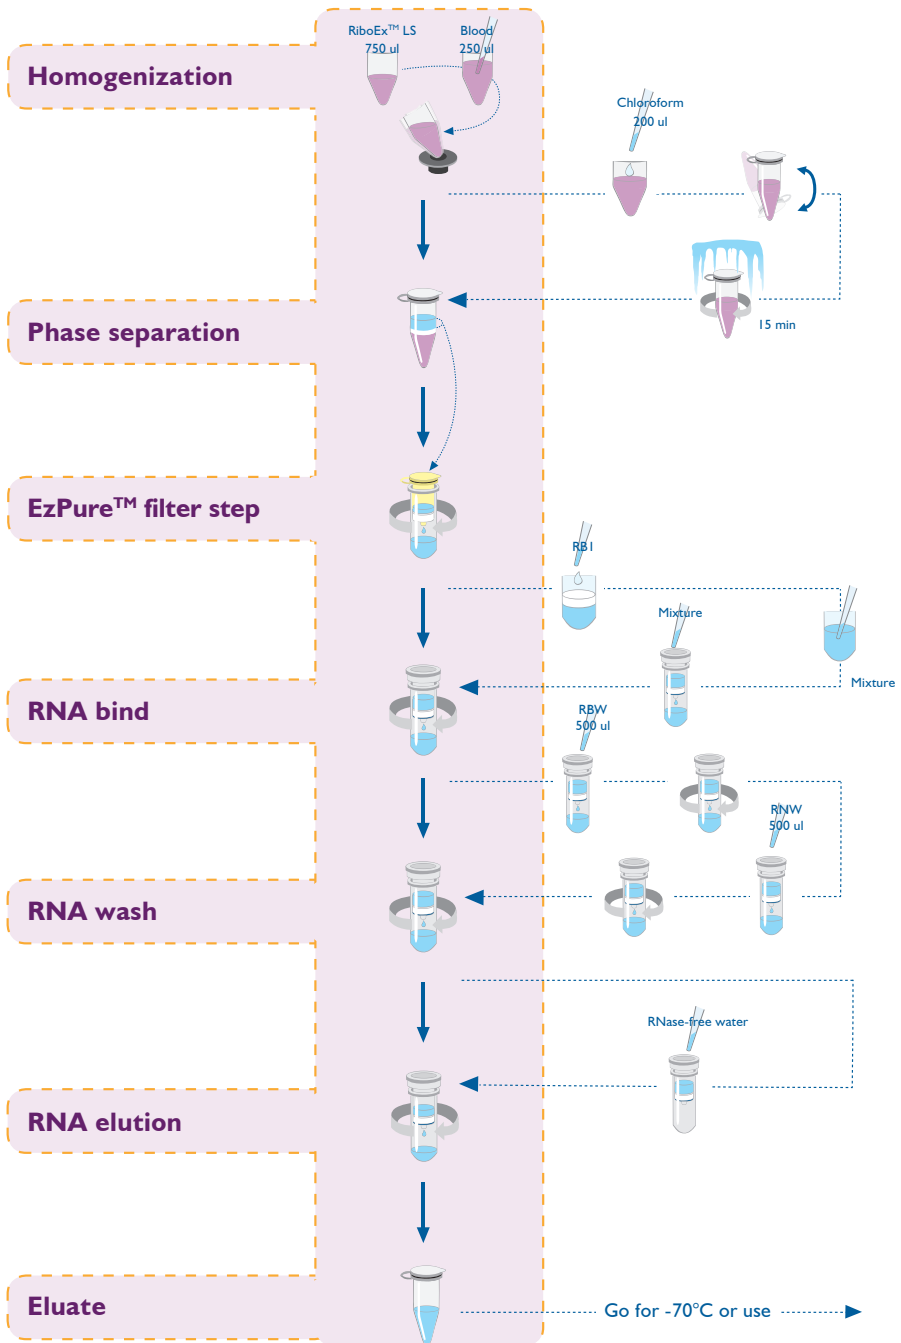 RiboEx™ LS
750 ul
Blood
250 ul
Homogenization
Chloroform
200 ul
15 min
Phase separation
EzPure™ filter step
RB1
Mixture
Mixture
RNA bind
RBW
500 ul
RNW
500 ul
RNA wash
RNase-free water
RNA elution
Eluate
Go for -70°C or use